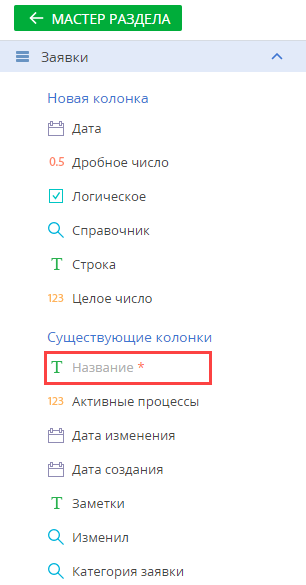 МАСТЕР РАЗДЕЛА
Заявки
Новая колонка
Дата
0.5 Дробное число
Логическое
Справочник
T Строка
123 Целое число
Существующие колонки
T Название *
123 Активные процессы
Дата изменения
Дата создания
T Заметки
Изменил
Категория заявки